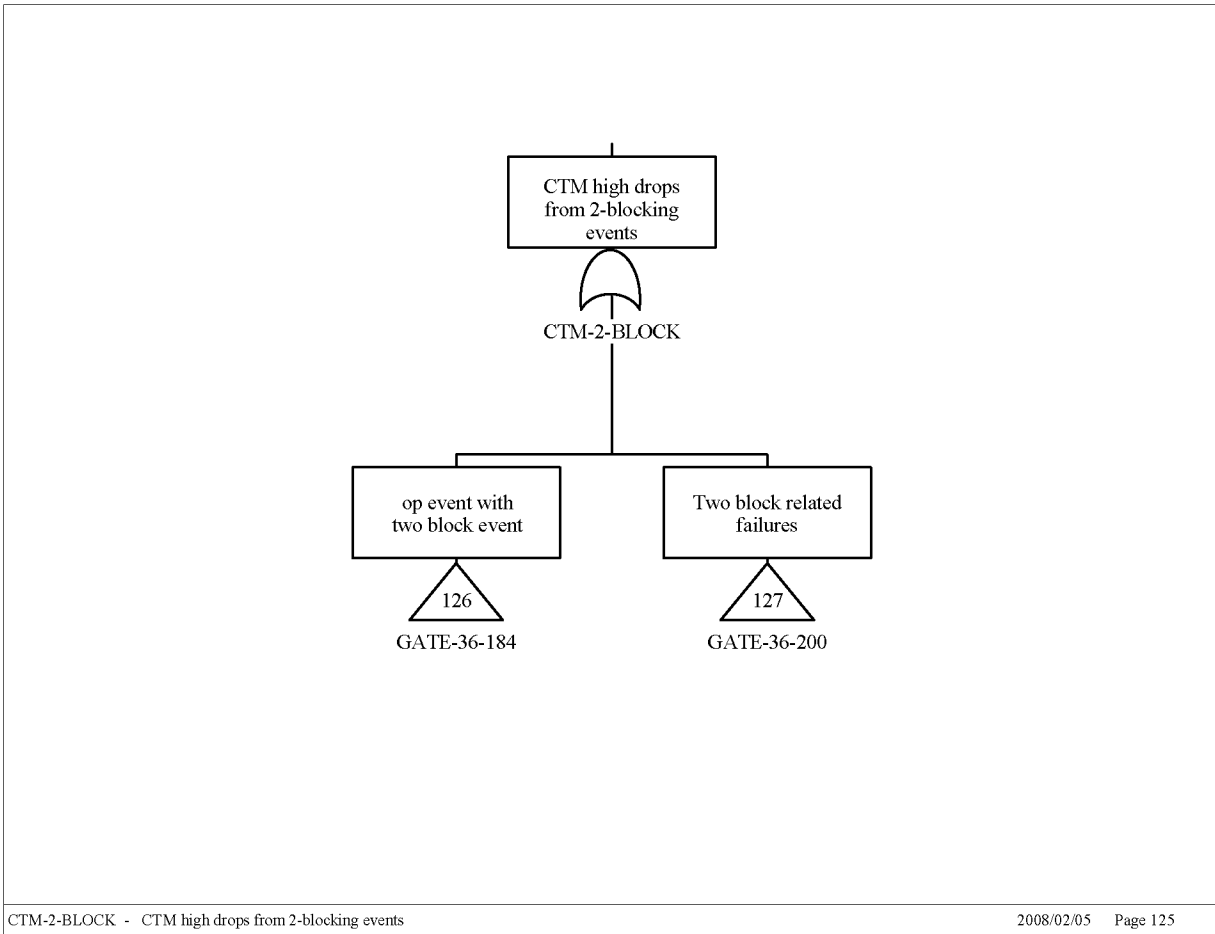 CTM high drops
from 2-blocking
events
CTM-2-BLOCK
op event with
two block event
Two block related
failures
126
127
GATE-36-184
GATE-36-200
CTM-2-BLOCK - CTM high drops from 2-blocking events
2008/02/05 Page 125